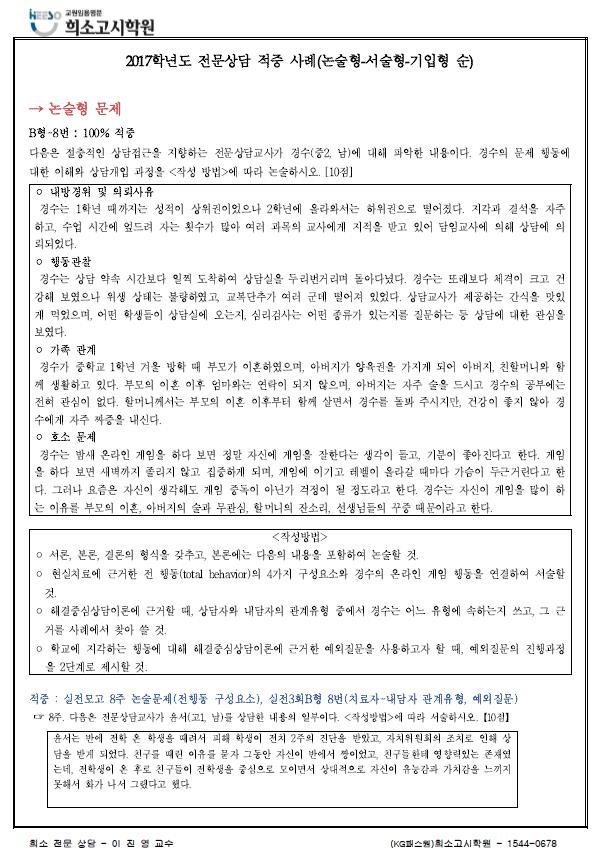 HEESO 교원임용명문
희소고시학원
2017학년도 전문상담 적중 사례(논술형-서술형-기입형 순)
→ 논술형 문제
B형-8번 : 100% 적중
다음은 절충적인 상담접근을 지향하는 전문상담교사가 경수(중2, 남)에 대해 파악한 내용이다. 경수의 문제 행동에
대한 이해와 상담개입 과정을 <작성 방법>에 따라 논술하시오. [10점]
○ 내방경위 및 의뢰사유
경수는 1학년 때까지는 성적이 상위권이었으나 2학년에 올라와서는 하위권으로 떨어졌다. 지각과 결석을 자주
하고, 수업 시간에 엎드려 자는 횟수가 많아 여러 과목의 교사에게 지적을 받고 있어 담임교사에 의해 상담에 의
뢰되었다.
○ 행동관찰
경수는 상담 약속 시간보다 일찍 도착하여 상담실을 두리번거리며 돌아다녔다. 경수는 또래보다 체격이 크고 건
강해 보였으나 위생 상태는 불량하였고, 교복단추가 여러 군데 떨어져 있었다. 상담교사가 제공하는 간식을 맛있
게 먹었으며, 어떤 학생들이 상담실에 오는지, 심리검사는 어떤 종류가 있는지를 질문하는 등 상담에 대한 관심을
보였다.
○ 가족 관계
경수가 중학교 1학년 겨울 방학 때 부모가 이혼하였으며, 아버지가 양육권을 가지게 되어 아버지, 친할머니와 함
께 생활하고 있다. 부모의 이혼 이후 엄마와는 연락이 되지 않으며, 아버지는 자주 술을 드시고 경수의 공부에는
전혀 관심이 없다. 할머니께서는 부모의 이혼 이후부터 함께 살면서 경수를 돌봐 주시지만, 건강이 좋지 않아 경
수에게 자주 짜증을 내신다.
○ 호소 문제
경수는 밤새 온라인 게임을 하다 보면 정말 자신에 게임을 잘한다는 생각이 들고, 기분이 좋아진다고 한다. 게임
을 하다 보면 새벽까지 졸리지 않고 집중하게 되며, 게임에 이기고 레벨이 올라갈 때마다 가슴이 두근거린다고 한
다. 그러나 요즘은 자신이 생각해도 게임 중독이 아닌가 걱정이 될 정도라고 한다. 경수는 자신이 게임을 많이 하
는 이유를 부모의 이혼, 아버지의 술과 무관심, 할머니의 잔소리, 선생님들의 꾸중 때문이라고 한다.
<작성방법>
○ 서론, 본론, 결론의 형식을 갖추고, 본론에는 다음의 내용을 포함하여 논술할 것.
○ 현실치료에 근거한 전 행동(total behavior)의 4가지 구성요소와 경수의 온라인 게임 행동을 연결하여 서술할
것.
○ 해결중심상담이론에 근거할 때, 상담자와 내담자의 관계유형 중에서 경수는 어느 유형에 속하는지 쓰고, 그 근
거를 사례에서 찾아 쓸 것.
○ 학교에 지각하는 행동에 대해 해결중심상담이론에 근거한 예외질문을 사용하고자 할 때, 예외질문의 진행과정
을 2단계로 제시할 것.
적중 : 실전모고 8주 논술문제(전행동 구성요소), 실전3회B형 8번(치료자-내담자 관계유형, 예외질문)
☞ 8주. 다음은 전문상담교사가 윤서(고1, 남)를 상담한 내용의 일부이다. <작성방법>에 따라 서술하시오. 【10점】
윤서는 반에 전학 온 학생을 때려서 피해 학생이 전치 2주의 진단을 받았고, 자치위원회의 조치로 인해 상
담을 받게 되었다. 친구를 때린 이유를 묻자 그동안 자신이 반에서 짱이었고, 친구들한테 영향력있는 존재였
는데, 전학생이 온 후로 친구들이 전학생을 중심으로 모이면서 상대적으로 자신이 유능감과 가치감을 느끼지
못해서 화가 나서 그랬다고 했다.
희소 전문 상담 - 이 진 영 교수
(KG패스원)희소고시학원 - 1544-0678